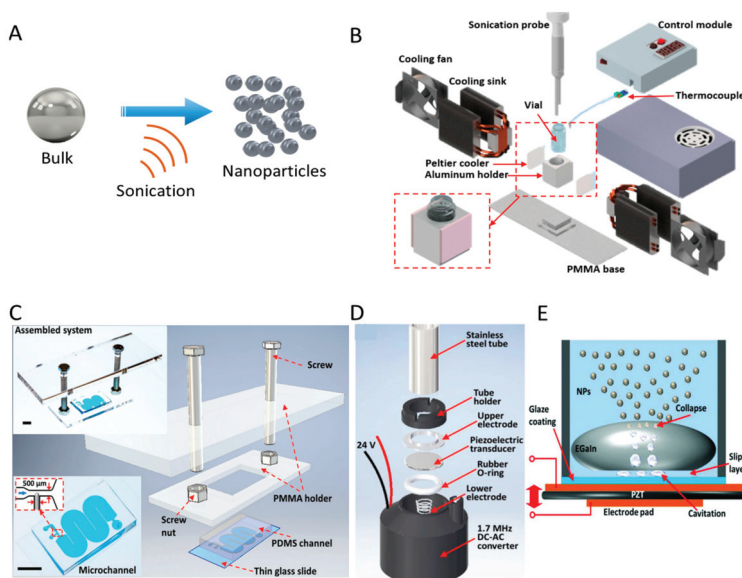 A
Bulk
Sonication
Nanoparticles
B
Sonication probe
Control module
Cooling fan
Cooling sink
Thermocouple
Vial
Peltier cooler
Aluminum holder
PMMA base
C
Assembled system
Screw
PMMA holder
500 µm
Screw
nut
PDMS channel
Microchannel
Thin glass slide
D
Stainless
steel tube
Tube
holder
24 V
Upper
electrode
Piezoelectric
transducer
Rubber
O-ring
Lower
electrode
1.7 MHz
DC-AC
converter
E
NPs
Glaze
coating
Collapse
EGaIn
Slip
layer
PZT
Electrode pad
Cavitation